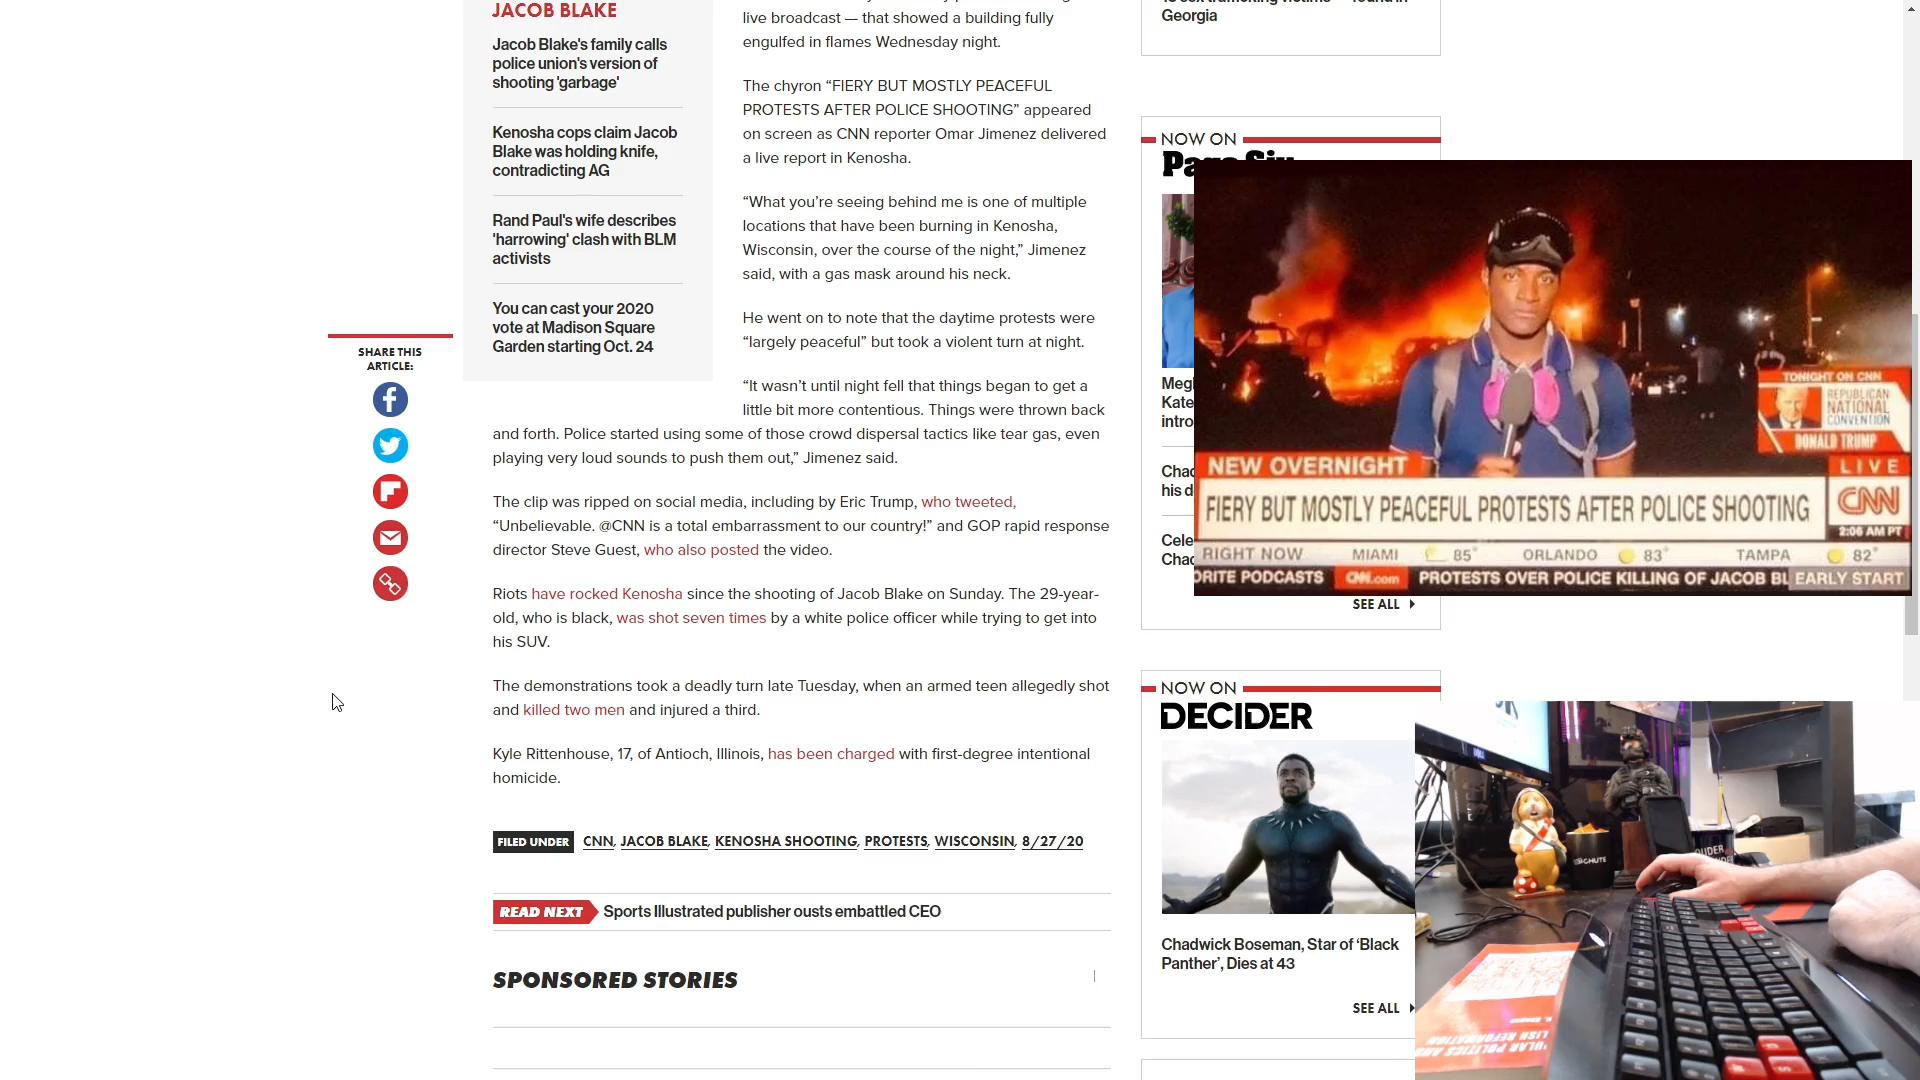 JACOB BLAKE
Jacob Blake's family calls
police union's version of
shooting 'garbage'
Kenosha cops claim Jacob
Blake was holding knife,
contradicting AG
Rand Paul's wife describes
'harrowing' clash with BLM
activists
You can cast your 2020
vote at Madison Square
Garden starting Oct. 24
SHARE THIS
ARTICLE:
live broadcast — that showed a building fully
engulfed in flames Wednesday night.
The chyron “FIERY BUT MOSTLY PEACEFUL
PROTESTS AFTER POLICE SHOOTING” appeared
on screen as CNN reporter Omar Jimenez delivered
a live report in Kenosha.
“What you’re seeing behind me is one of multiple
locations that have been burning in Kenosha,
Wisconsin, over the course of the night,” Jimenez
said, with a gas mask around his neck.
He went on to note that the daytime protests were
“largely peaceful” but took a violent turn at night.
“It wasn’t until night fell that things began to get a
little bit more contentious. Things were thrown back
and forth. Police started using some of those crowd dispersal tactics like tear gas, even
playing very loud sounds to push them out,” Jimenez said.
The clip was ripped on social media, including by Eric Trump, who tweeted,
“Unbelievable. @CNN is a total embarrassment to our country!” and GOP rapid response
director Steve Guest, who also posted the video.
Riots have rocked Kenosha since the shooting of Jacob Blake on Sunday. The 29-year-
old, who is black, was shot seven times by a white police officer while trying to get into
his SUV.
The demonstrations took a deadly turn late Tuesday, when an armed teen allegedly shot
and killed two men and injured a third.
Kyle Rittenhouse, 17, of Antioch, Illinois, has been charged with first-degree intentional
homicide.
FILED UNDER CNN, JACOB BLAKE, KENOSHA SHOOTING, PROTESTS, WISCONSIN, 8/27/20
READ NEXT Sports Illustrated publisher ousts embattled CEO
SPONSORED STORIES
Georgia
NOW ON
Page Six
Kate
his d
SEE ALL
TONIGHT ON CNN
REPUBLICAN
NATIONAL
CONVENTION
DONALD TRUMP
NEW OVERNIGHT
LIVE
FIERY BUT MOSTLY PEACEFUL PROTESTS AFTER POLICE SHOOTING
CNN
2:06 AM PT
RIGHT NOW MIAMI 85° ORLANDO 83° TAMPA 82°
ORITE PODCASTS CNN.com PROTESTS OVER POLICE KILLING OF JACOB BL EARLY START
NOW ON
DECIDER
Chadwick Boseman, Star of ‘Black
Panther’, Dies at 43
SEE ALL